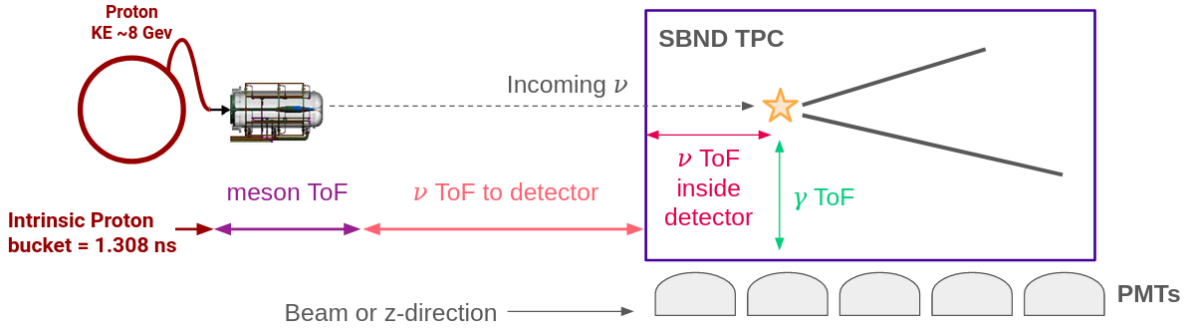 Proton
KE ~8 Gev
SBND TPC
Incoming ν
ν ToF
inside
detector
γ ToF
meson ToF
ν ToF to detector
Intrinsic Proton
bucket = 1.308 ns
PMTs
Beam or z-direction